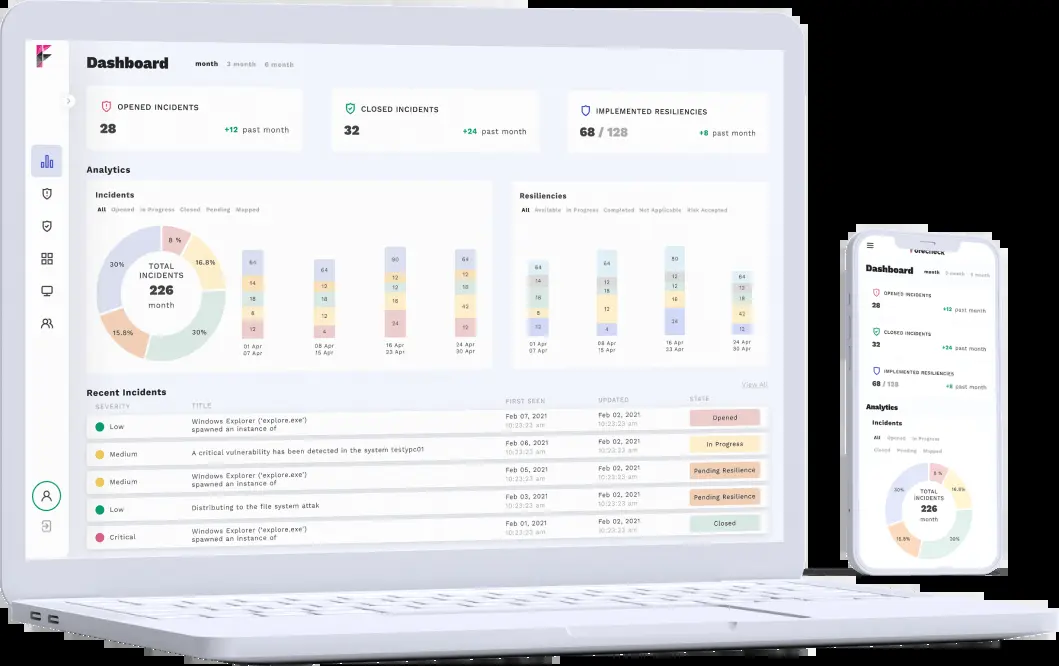 Dashboard month 3 month 6 month
OPENED INCIDENTS
28 +12 past month
CLOSED INCIDENTS
32 +24 past month
IMPLEMENTED RESILIENCIES
68 / 128 +8 past month
Analytics
Incidents
All Opened In Progress Closed Pending Mapped
8 %
16.8%
30%
15.8%
30%
TOTAL
INCIDENTS
226
month
64
14
18
6
12
01 Apr
07 Apr
64
12
18
12
4
08 Apr
15 Apr
80
12
12
16
24
16 Apr
23 Apr
64
12
18
42
12
24 Apr
30 Apr
Resiliencies
All Available In Progress Completed Not Applicable Risk Accepted
64
14
16
8
01 Apr
07 Apr
64
12
12
4
08 Apr
15 Apr
80
12
12
16
16 Apr
23 Apr
64
12
18
42
12
24 Apr
30 Apr
Recent Incidents View All
SEVERITY TITLE FIRST SEEN UPDATED STATE
Low Windows Explorer ('explore.exe') Feb 07, 2021 Feb 02, 2021 Opened
spawned an instance of 10:23:23 am 10:23:23 am
Medium A critical vulnerability has been detected in the system testypc01 Feb 06, 2021 Feb 02, 2021 In Progress
10:23:23 am 10:23:23 am
Medium Windows Explorer ('explore.exe') Feb 05, 2021 Feb 02, 2021 Pending Resilience
spawned an instance of 10:23:23 am 10:23:23 am
Low Distributing to the file system attak Feb 03, 2021 Feb 02, 2021 Pending Resilience
10:23:23 am 10:23:23 am
Critical Windows Explorer ('explore.exe') Feb 01, 2021 Feb 02, 2021 Closed
spawned an instance of 10:23:23 am 10:23:23 am
Forecheck
Dashboard month 3 month 6 month
OPENED INCIDENTS
28 +12 past month
CLOSED INCIDENTS
32 +24 past month
IMPLEMENTED RESILIENCIES
68 / 128 +8 past month
Analytics
Incidents
All Opened In Progress
Closed Pending Mapped
8 %
16.8%
30%
15.8%
30%
TOTAL
INCIDENTS
226
month